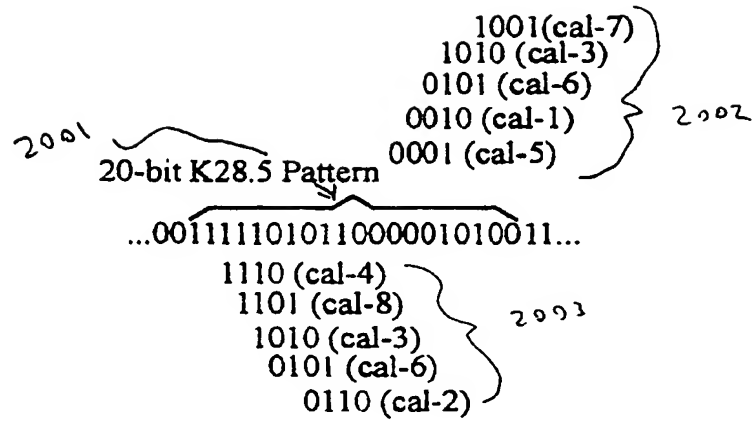 1001(cal-7)
1010 (cal-3)
0101 (cal-6)
0010 (cal-1)
2002
0001 (cal-5)
2001
20-bit K28.5 Pattern
...001111101011000001010011...
1110 (cal-4)
1101 (cal-8)
2003
1010 (cal-3)
0101 (cal-6)
0110 (cal-2)